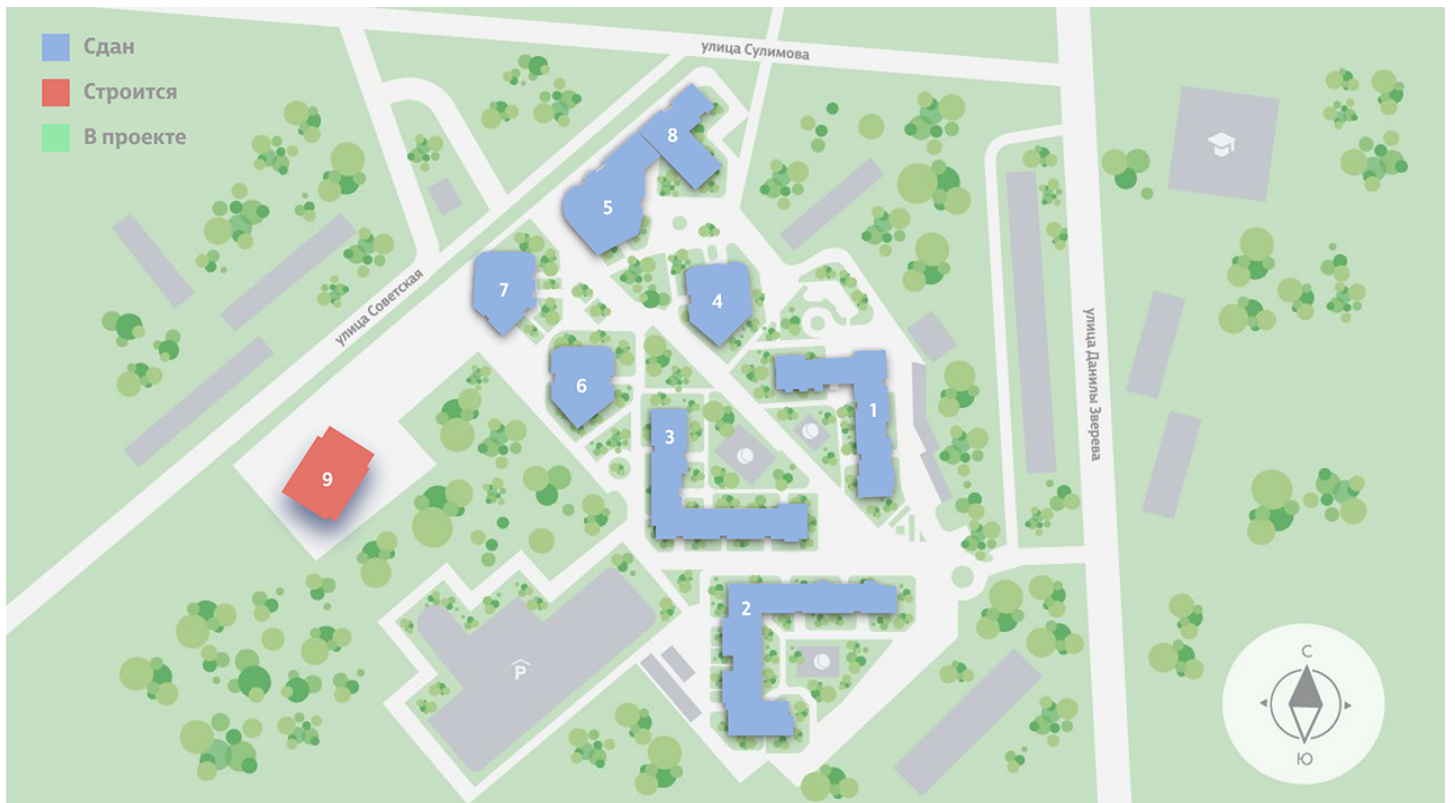 Сдан
Строится
В проекте
улица Сулимова
8
5
7
4
улица Советская
6
1
3
9
улица Данилы Зверева
2
P
С
Ю